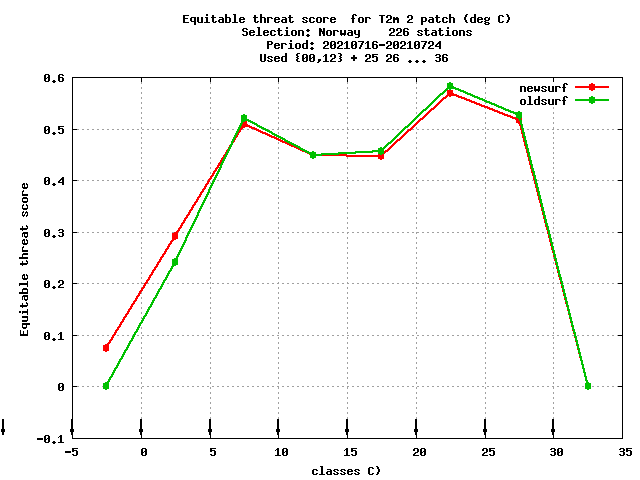 Equitable threat score  for T2m 2 patch (deg C)
Selection: Norway    226 stations
Period: 20210716-20210724
Used {00,12} + 25 26 ... 36
newsurf
oldsurf
Equitable threat score
0.6
0.5
0.4
0.3
0.2
0.1
0
-0.1
-5 0 5 10 15 20 25 30 35
classes C)